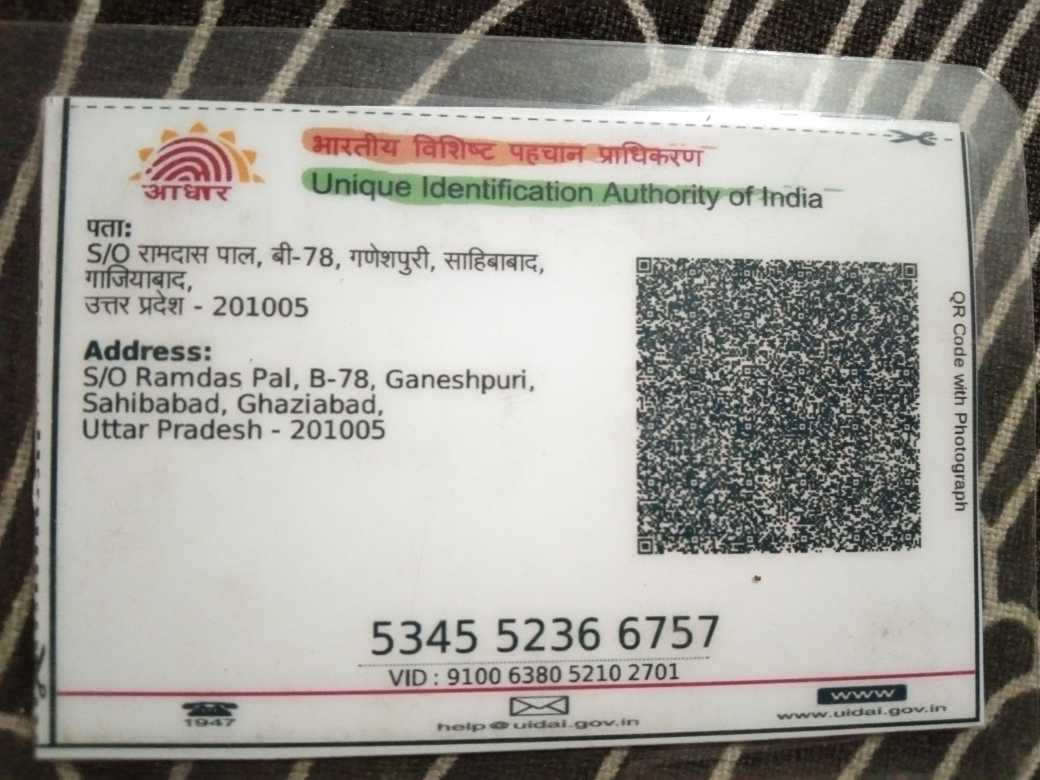 भारतीय विशिष्ट पहचान प्राधिकरण
Unique Identification Authority of India
आधार
पता:
S/O रामदास पाल, बी-78, गणेशपुरी, साहिबाबाद,
गाजियाबाद,
उत्तर प्रदेश - 201005
Address:
S/O Ramdas Pal, B-78, Ganeshpuri,
Sahibabad, Ghaziabad,
Uttar Pradesh - 201005
QR Code with Photograph
5345 5236 6757
VID : 9100 6380 5210 2701
1947
help@uidai.gov.in
www
www.uidai.gov.in